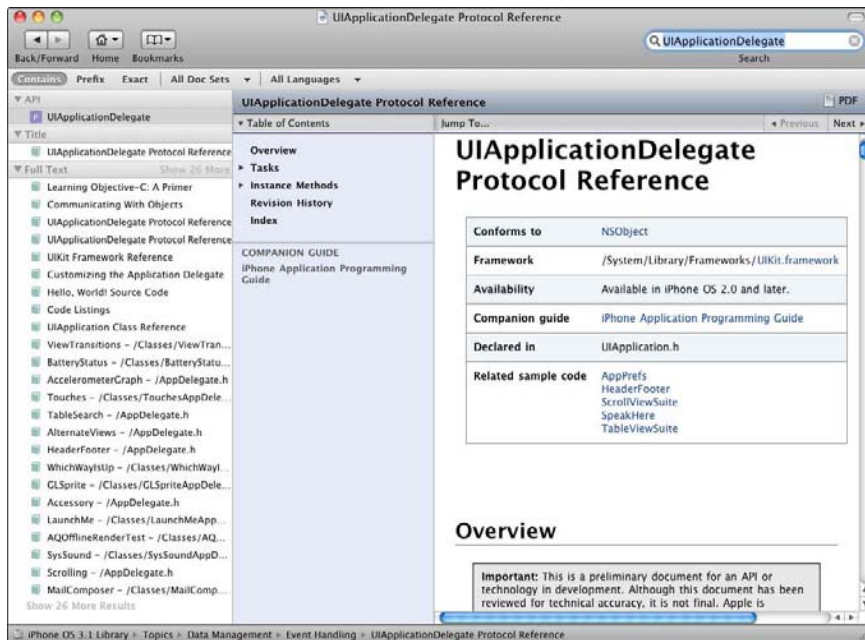 UIApplicationDelegate Protocol Reference
Back/Forward Home Bookmarks
UIApplicationDelegate
Search
Contains Prefix Exact All Doc Sets All Languages
API
UIApplicationDelegate
Title
UIApplicationDelegate Protocol Reference
Full Text Show 26 More
Learning Objective-C: A Primer
Communicating With Objects
UIApplicationDelegate Protocol Reference
UIApplicationDelegate Protocol Reference
UIKit Framework Reference
Customizing the Application Delegate
Hello, World! Source Code
Code Listings
UIApplication Class Reference
ViewTransitions – /Classes/ViewTran...
BatteryStatus – /Classes/BatteryStatu...
AccelerometerGraph – /AppDelegate.h
Touches – /Classes/TouchesAppDele...
TableSearch – /AppDelegate.h
AlternateViews – /AppDelegate.h
HeaderFooter – /AppDelegate.h
WhichWayIsUp – /Classes/WhichWayI...
GLSprite – /Classes/GLSpriteAppDele...
Accessory – /AppDelegate.h
LaunchMe – /Classes/LaunchMeApp...
AQOfflineRenderTest – /Classes/AQ...
SysSound – /Classes/SysSoundAppD...
Scrolling – /AppDelegate.h
MailComposer – /Classes/MailComp...
Show 26 More Results
UIApplicationDelegate Protocol Reference PDF
Table of Contents Jump To... Previous Next
Overview
Tasks
Instance Methods
Revision History
Index
COMPANION GUIDE
iPhone Application Programming
Guide
UIApplicationDelegate
Protocol Reference
Conforms to NSObject
Framework /System/Library/Frameworks/UIKit.framework
Availability Available in iPhone OS 2.0 and later.
Companion guide iPhone Application Programming Guide
Declared in UIApplication.h
Related sample code AppPrefs
HeaderFooter
ScrollViewSuite
SpeakHere
TableViewSuite
Overview
Important: This is a preliminary document for an API or
technology in development. Although this document has been
reviewed for technical accuracy, it is not final. Apple is
iPhone OS 3.1 Library Topics Data Management Event Handling UIApplicationDelegate Protocol Reference